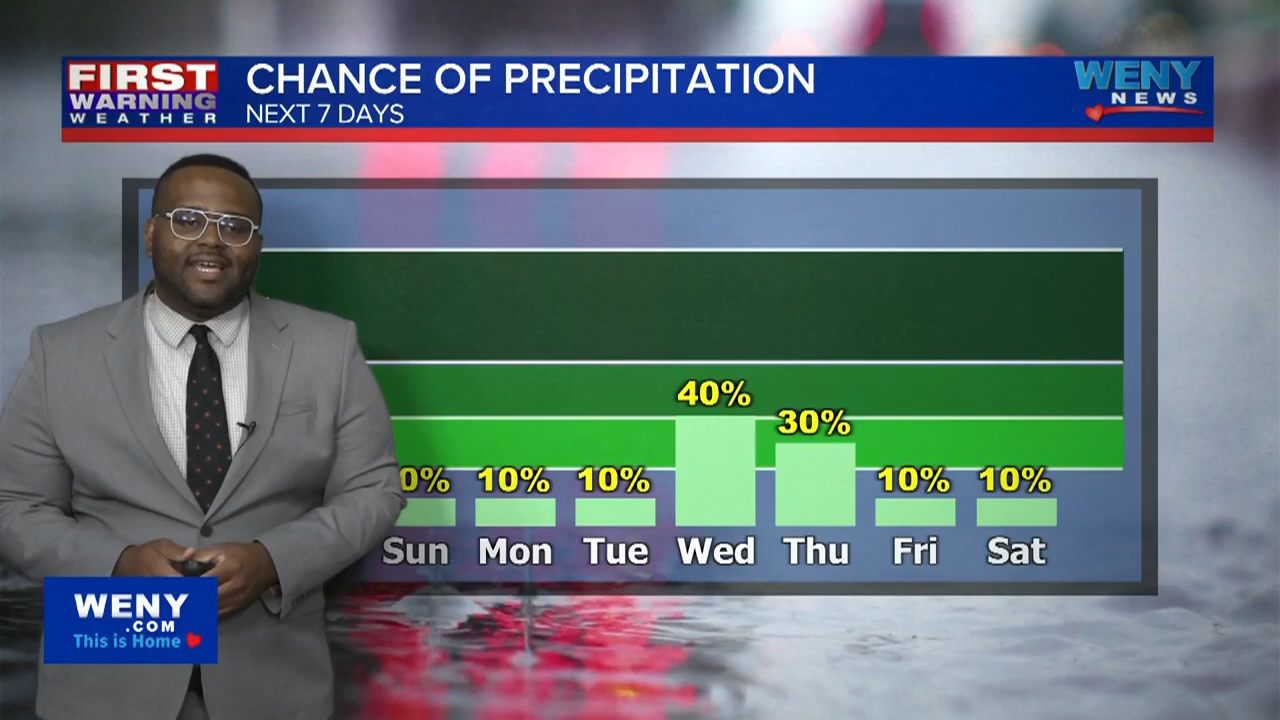 FIRST
WARNING
WEATHER
CHANCE OF PRECIPITATION
NEXT 7 DAYS
WENY
NEWS
40%
30%
0% 10% 10% 10% 10%
Sun Mon Tue Wed Thu Fri Sat
WENY
.COM
This is Home